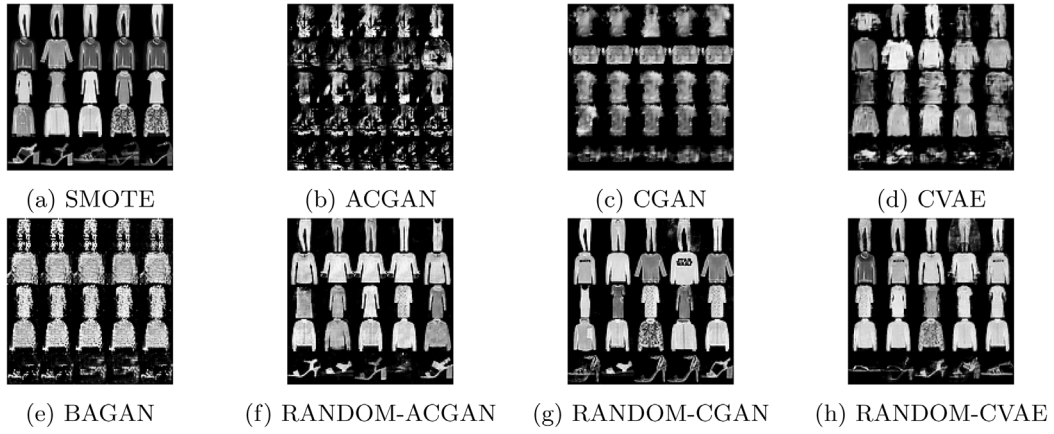 (a) SMOTE
(b) ACGAN
(c) CGAN
(d) CVAE
(e) BAGAN
(f) RANDOM-ACGAN
(g) RANDOM-CGAN
(h) RANDOM-CVAE